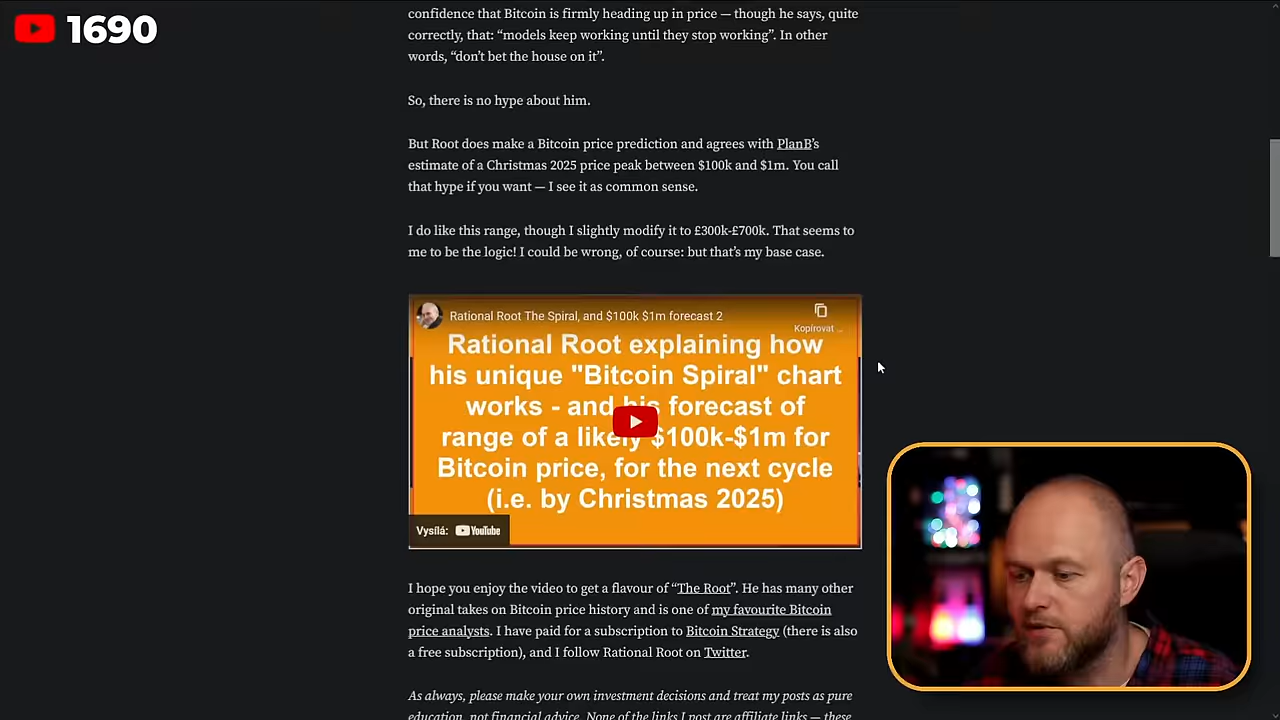 1690
confidence that Bitcoin is firmly heading up in price — though he says, quite
correctly, that: “models keep working until they stop working”. In other
words, “don’t bet the house on it”.
So, there is no hype about him.
But Root does make a Bitcoin price prediction and agrees with PlanB’s
estimate of a Christmas 2025 price peak between $100k and $1m. You call
that hype if you want — I see it as common sense.
I do like this range, though I slightly modify it to £300k-£700k. That seems to
me to be the logic! I could be wrong, of course: but that’s my base case.
Rational Root The Spiral, and $100k $1m forecast 2
Kopírovat ...
Rational Root explaining how
his unique "Bitcoin Spiral" chart
works - and his forecast of
range of a likely $100k-$1m for
Bitcoin price, for the next cycle
(i.e. by Christmas 2025)
Vysílá: YouTube
I hope you enjoy the video to get a flavour of “The Root”. He has many other
original takes on Bitcoin price history and is one of my favourite Bitcoin
price analysts. I have paid for a subscription to Bitcoin Strategy (there is also
a free subscription), and I follow Rational Root on Twitter.
As always, please make your own investment decisions and treat my posts as pure
education, not financial advice. None of the links I post are affiliate links — these